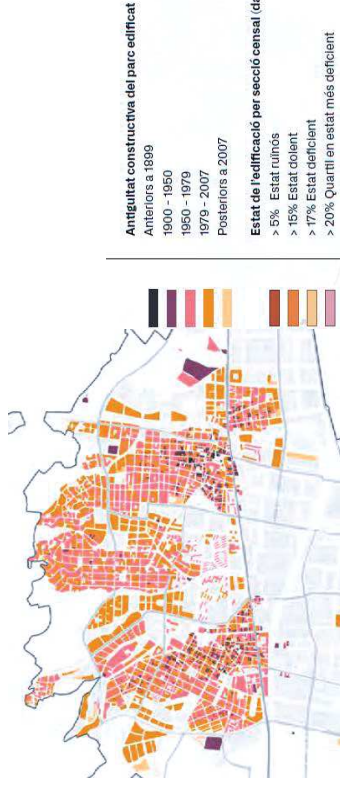 Antiguitat constructiva del parc edificat
Anteriors a 1899
1900 - 1950
1950 - 1979
1979 - 2007
Posteriors a 2007
Estat de l'edificació per secció censal (da
> 5% Estat ruïnós
> 15% Estat dolent
> 17% Estat deficient
> 20% Quartil en estat més deficient